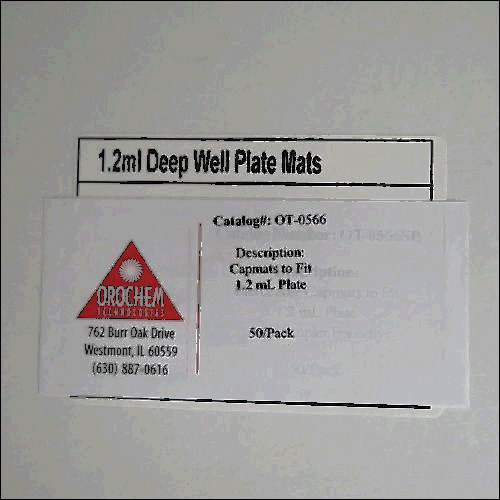 1.2ml Deep Well Plate Mats
Catalog#: OT-0566
Description:
Capmats to Fit
1.2 mL Plate
50/Pack
OROCHEM
TECHNOLOGIES
762 Burr Oak Drive
Westmont, IL 60559
(630) 887-0616